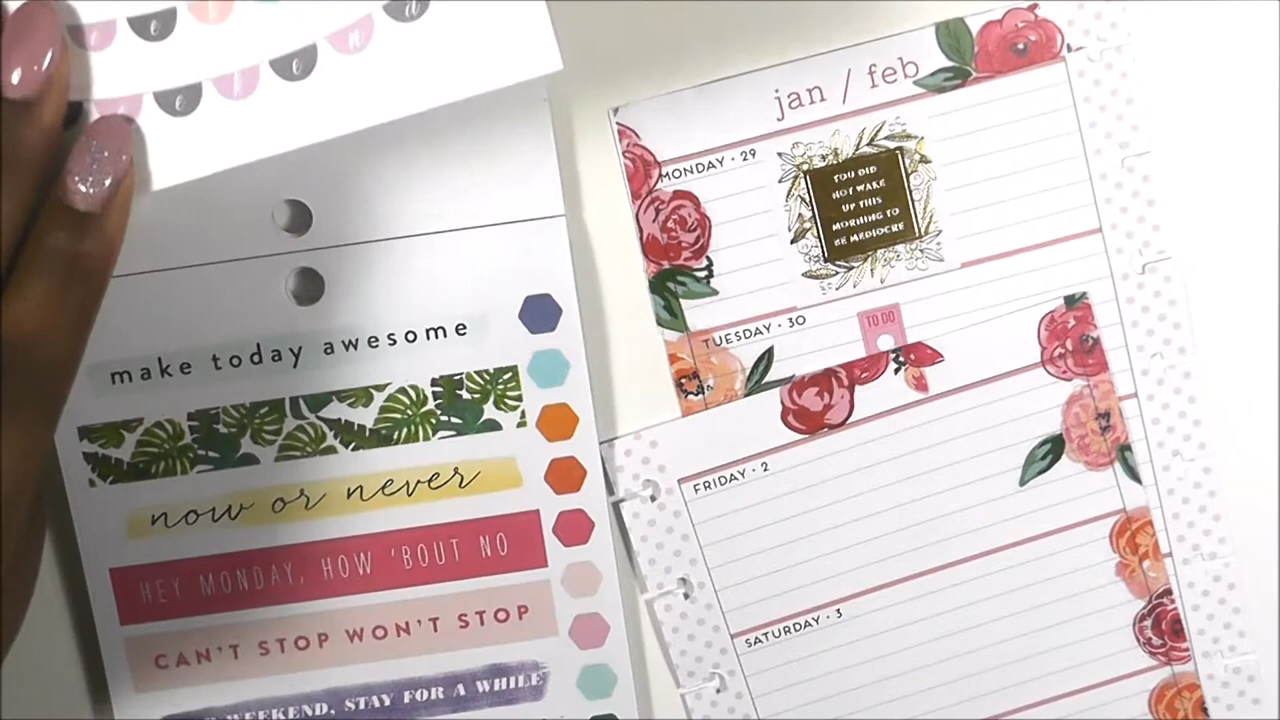 make today awesome
now or never
HEY MONDAY, HOW 'BOUT NO
CAN'T STOP WON'T STOP
WEEKEND, STAY FOR A WHILE
jan / feb
MONDAY · 29
YOU DID
NOT WAKE
UP THIS
MORNING TO
BE MEDIOCRE
TUESDAY · 30
TO DO
FRIDAY · 2
SATURDAY · 3